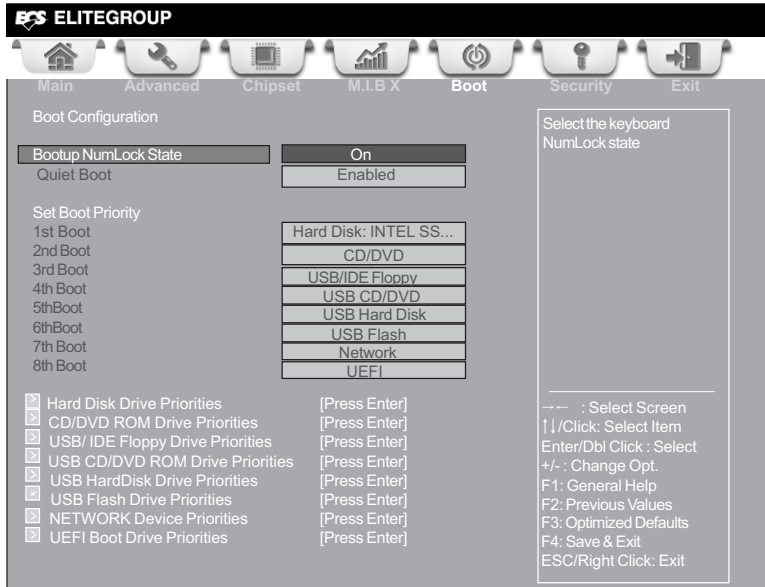 ECS ELITEGROUP
Main Advanced Chipset M.I.B X Boot Security Exit
Boot Configuration
Bootup NumLock State On
Quiet Boot Enabled
Set Boot Priority
1st Boot Hard Disk: INTEL SS...
2nd Boot CD/DVD
3rd Boot USB/IDE Floppy
4th Boot USB CD/DVD
5thBoot USB Hard Disk
6thBoot USB Flash
7th Boot Network
8th Boot UEFI
Hard Disk Drive Priorities [Press Enter]
CD/DVD ROM Drive Priorities [Press Enter]
USB/ IDE Floppy Drive Priorities [Press Enter]
USB CD/DVD ROM Drive Priorities [Press Enter]
USB HardDisk Drive Priorities [Press Enter]
USB Flash Drive Priorities [Press Enter]
NETWORK Device Priorities [Press Enter]
UEFI Boot Drive Priorities [Press Enter]
Select the keyboard
NumLock state
→← : Select Screen
↑↓/Click: Select Item
Enter/Dbl Click : Select
+/- : Change Opt.
F1: General Help
F2: Previous Values
F3: Optimized Defaults
F4: Save & Exit
ESC/Right Click: Exit